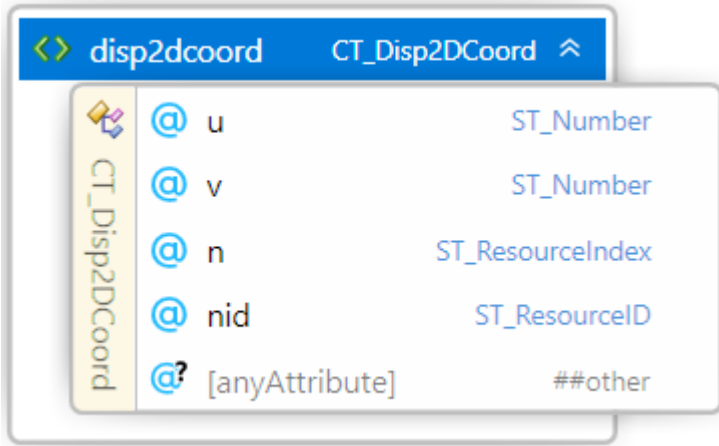 disp2dcoord CT_Disp2DCoord
CT_Disp2DCoord
@ u ST_Number
@ v ST_Number
@ n ST_ResourceIndex
@ nid ST_ResourceID
@? [anyAttribute] ##other